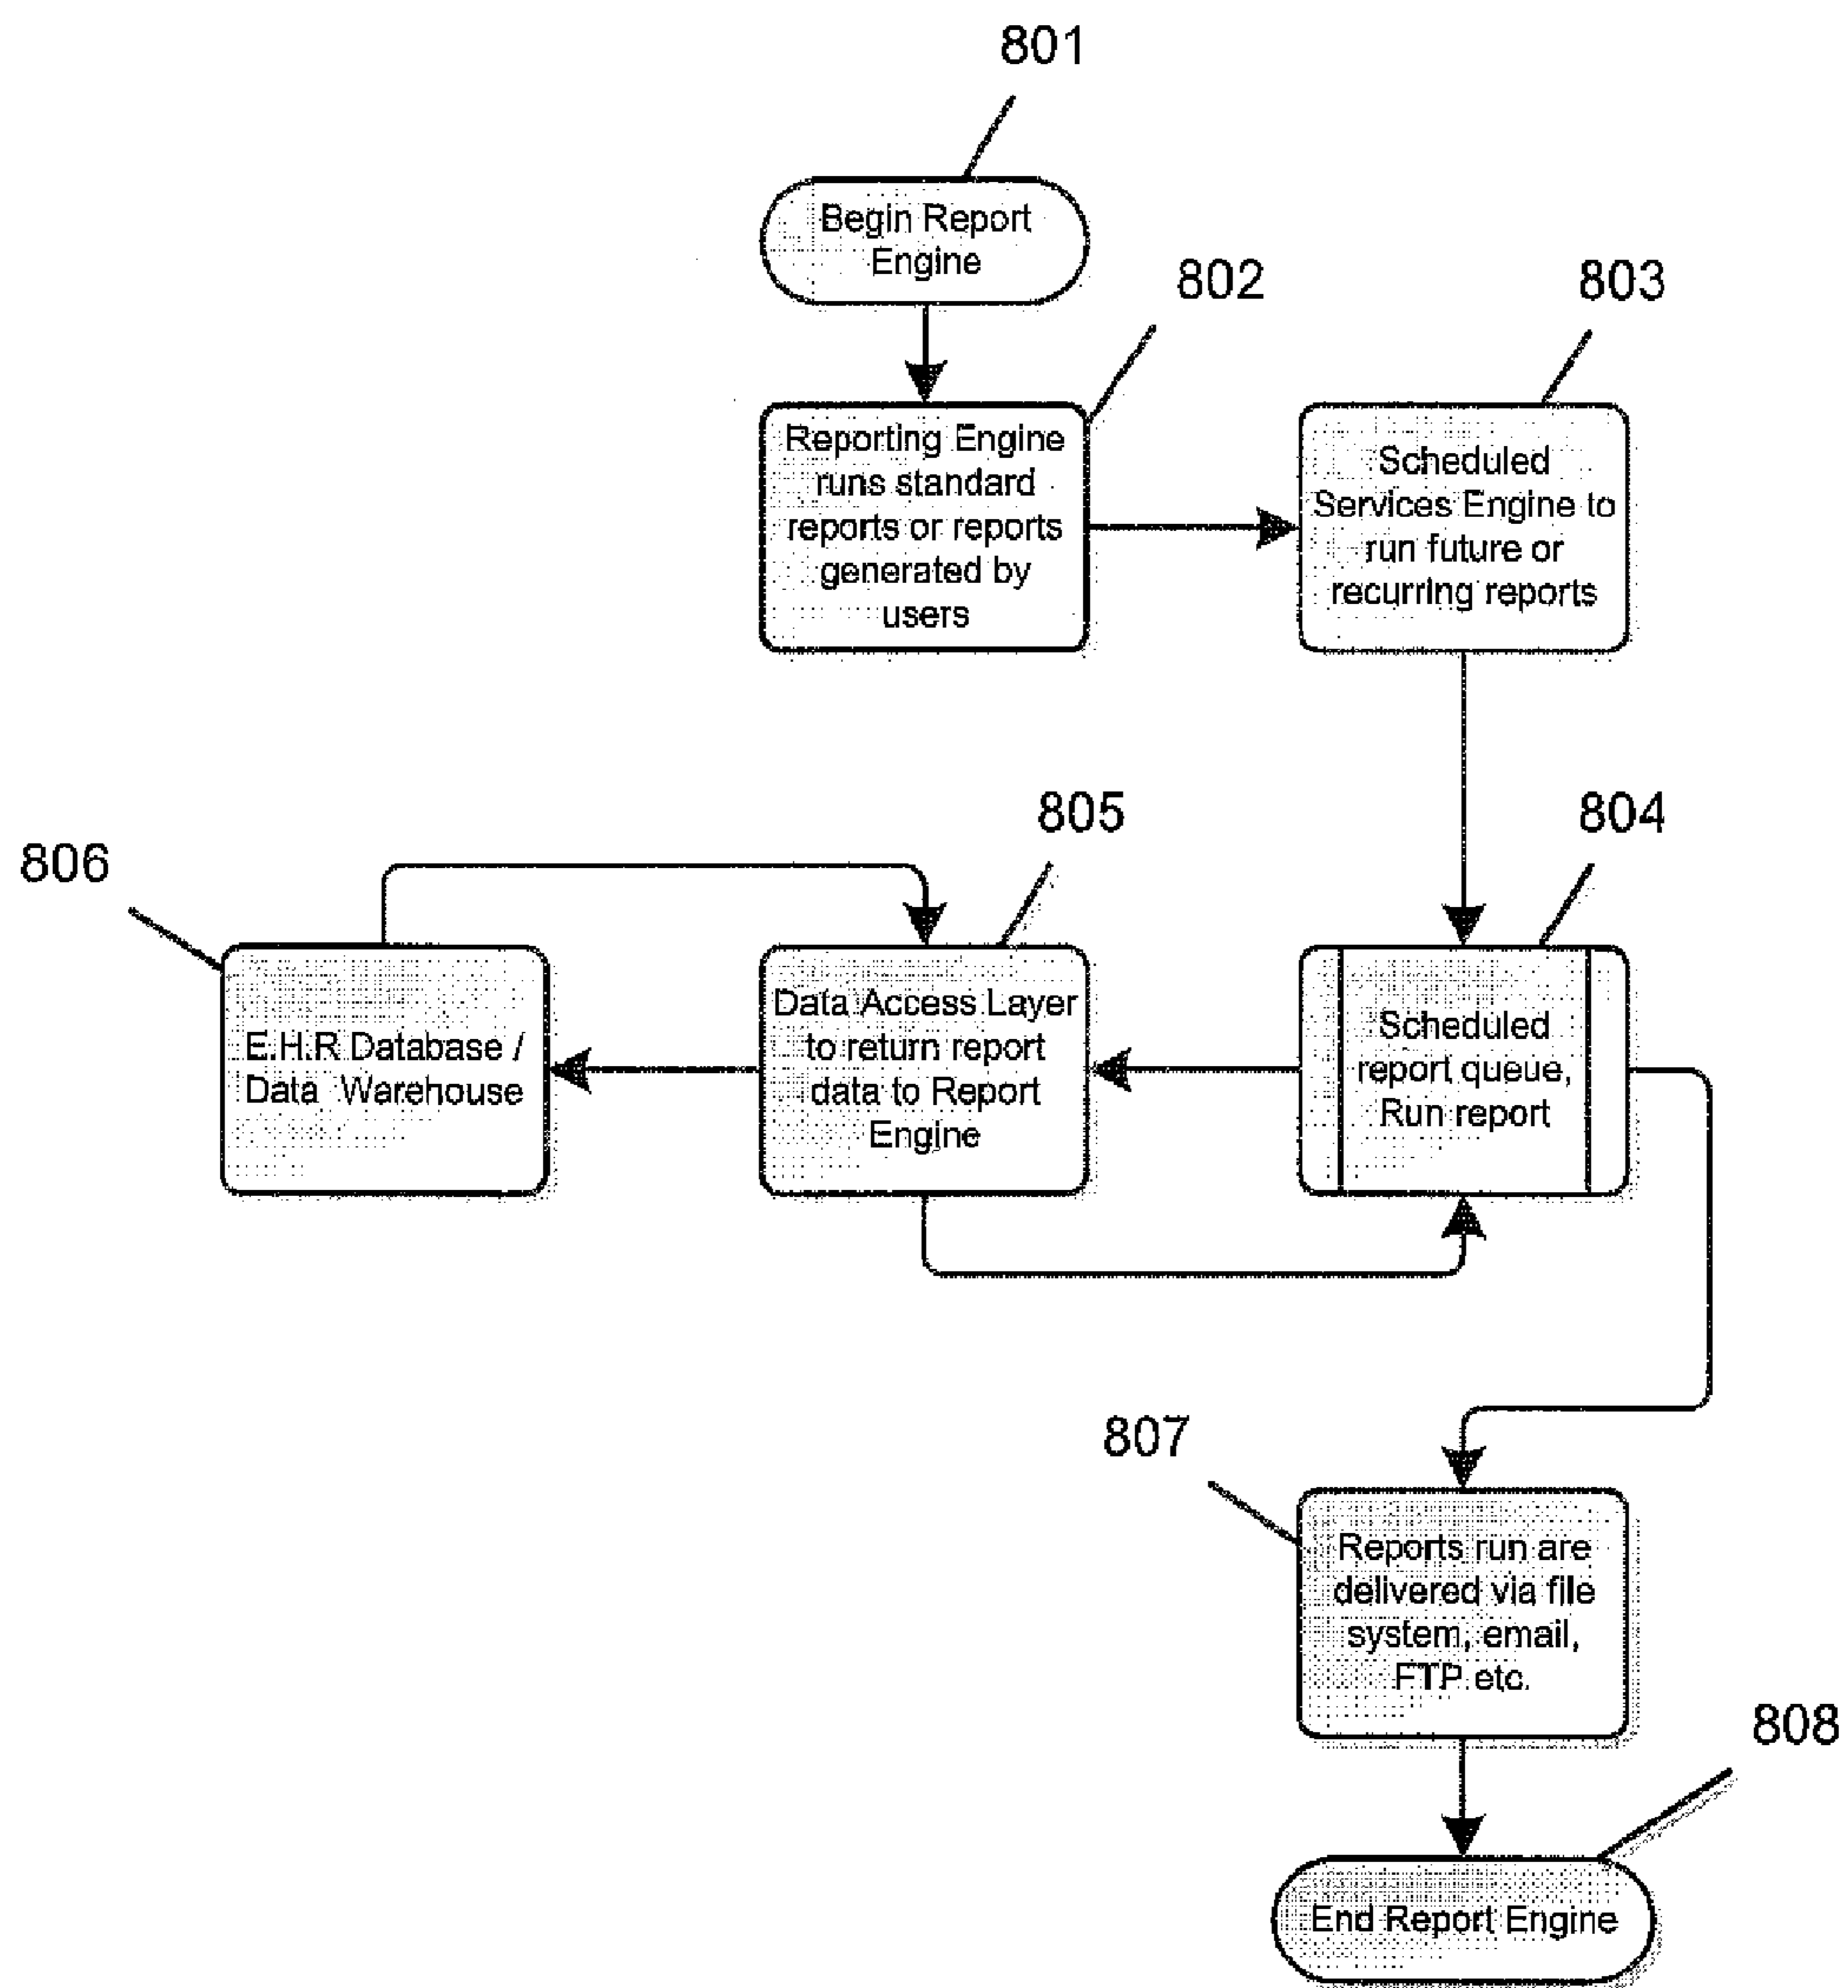 801
Begin Report
Engine
802
803
Reporting Engine
runs standard
reports or reports
generated by
users
Scheduled
Services Engine to
run future or
recurring reports
804
805
806
E.H.R Database /
Data Warehouse
Data Access Layer
to return report
data to Report
Engine
Scheduled
report queue,
Run report
807
Reports run are
delivered via file
system, email,
FTP etc.
808
End Report Engine